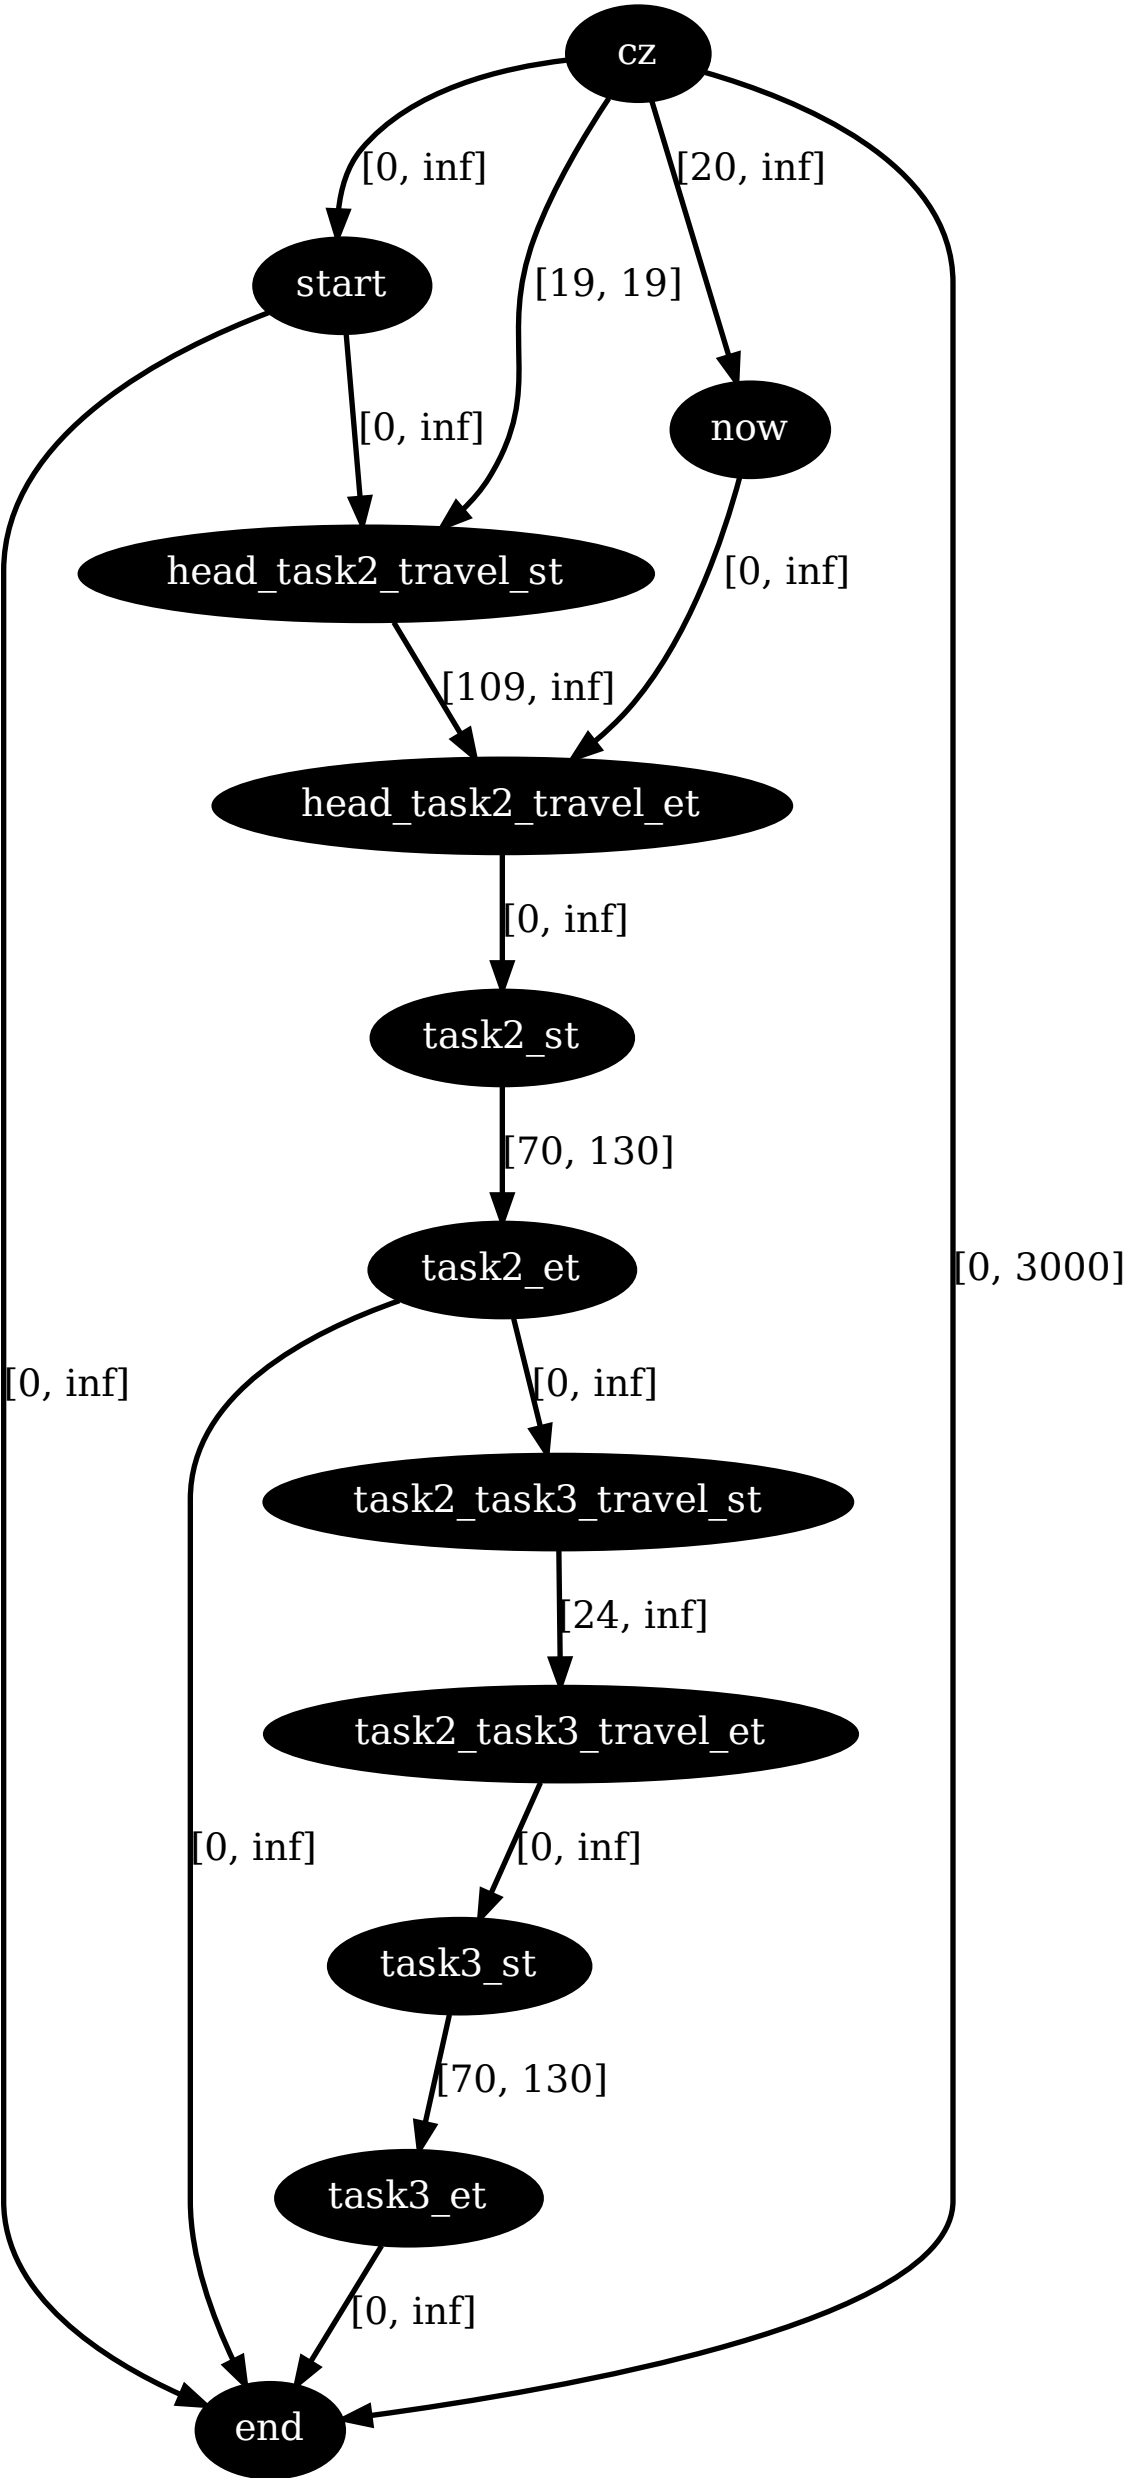 cz
[0, inf]
[20, inf]
start
[19, 19]
[0, inf]
now
head_task2_travel_st
[0, inf]
[109, inf]
head_task2_travel_et
[0, inf]
task2_st
[70, 130]
task2_et
[0, 3000]
[0, inf]
[0, inf]
task2_task3_travel_st
[24, inf]
task2_task3_travel_et
[0, inf]
[0, inf]
task3_st
[70, 130]
task3_et
[0, inf]
end